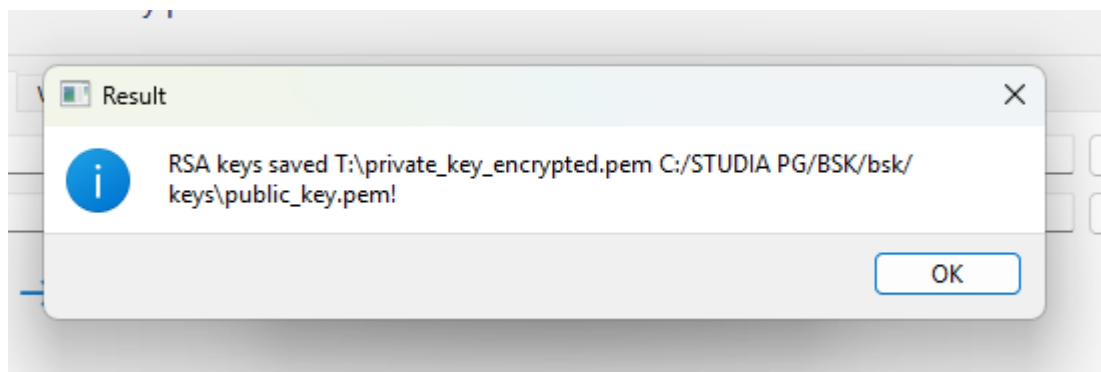 Result
RSA keys saved T:\private_key_encrypted.pem C:/STUDIA PG/BSK/bsk/
keys\public_key.pem!
OK